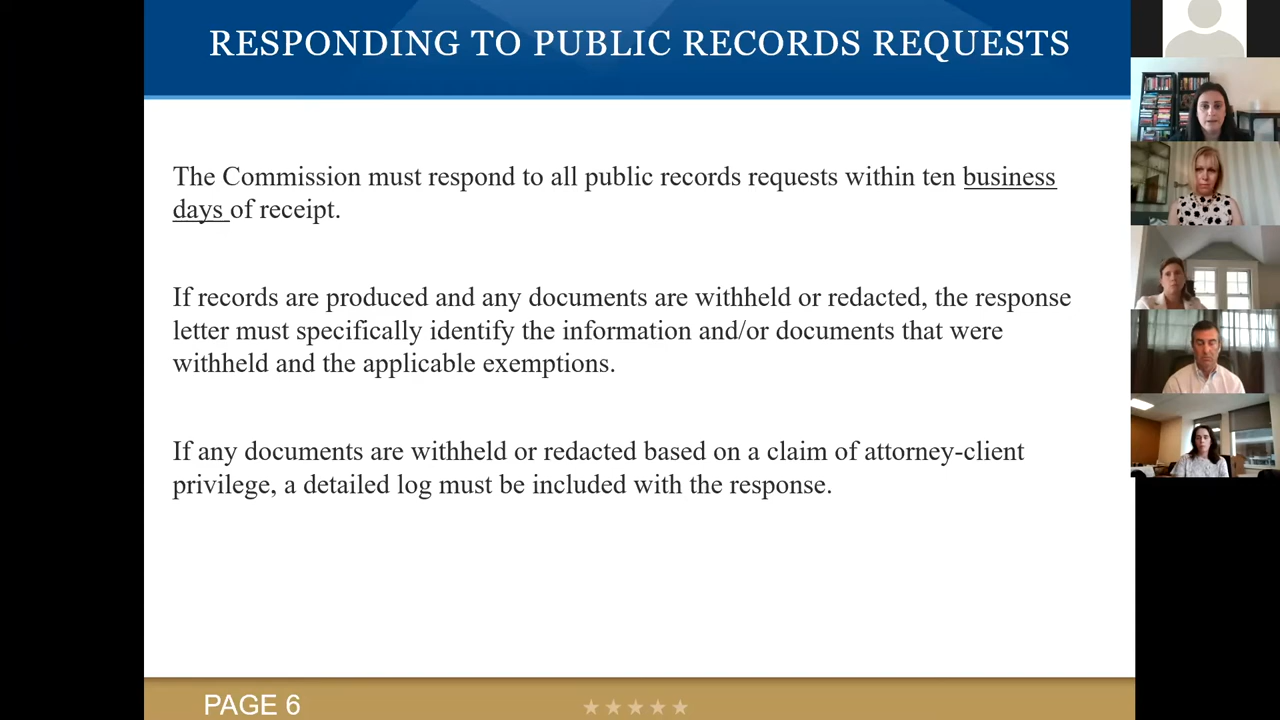 RESPONDING TO PUBLIC RECORDS REQUESTS
The Commission must respond to all public records requests within ten business
days of receipt.
If records are produced and any documents are withheld or redacted, the response
letter must specifically identify the information and/or documents that were
withheld and the applicable exemptions.
If any documents are withheld or redacted based on a claim of attorney-client
privilege, a detailed log must be included with the response.
PAGE 6